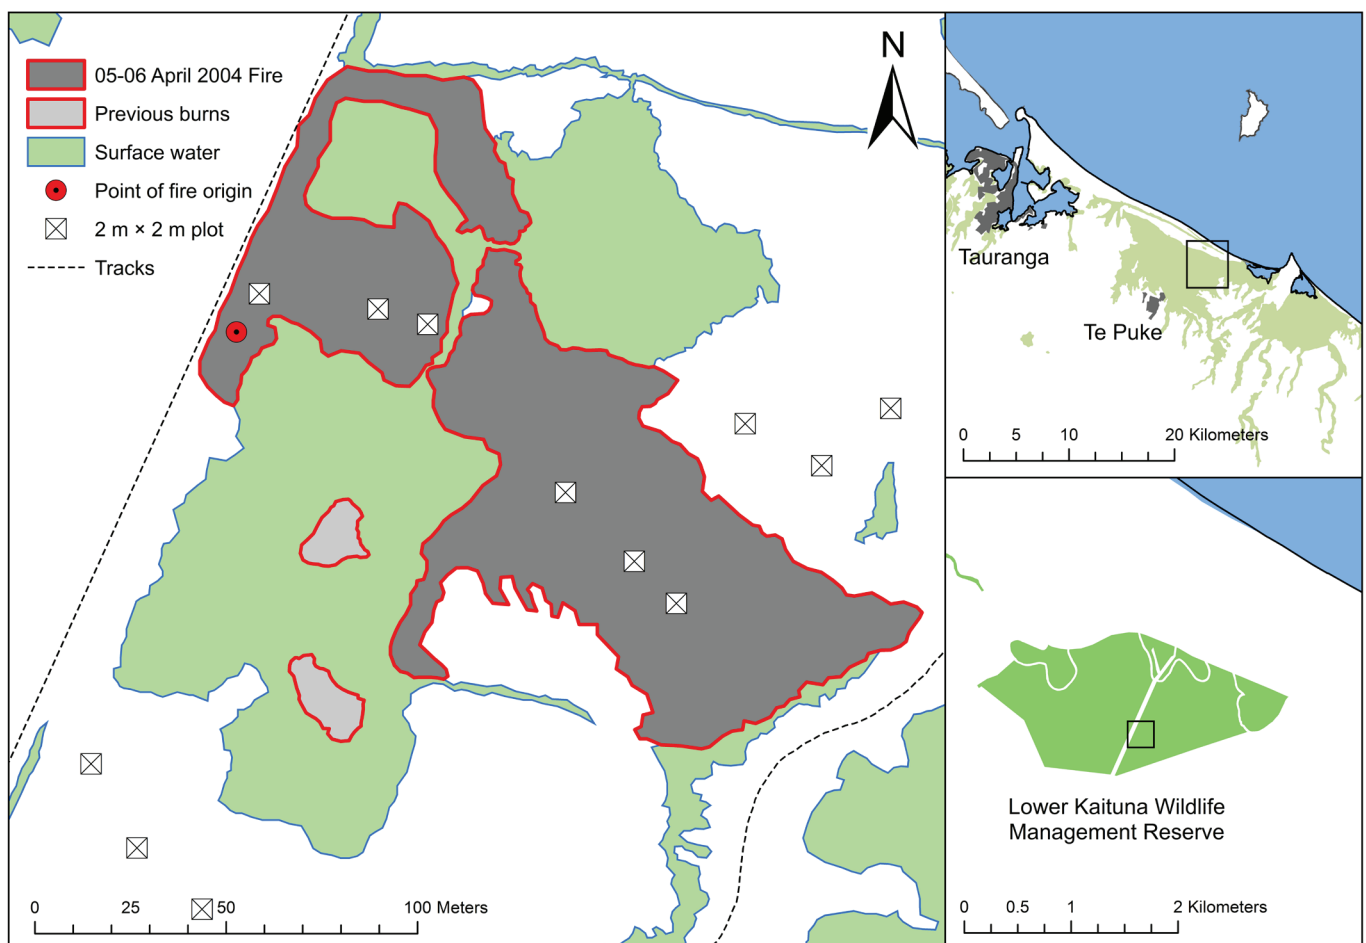 05-06 April 2004 Fire
Previous burns
Surface water
Point of fire origin
2 m × 2 m plot
Tracks
N
0 25 50 100 Meters
Tauranga
Te Puke
0 5 10 20 Kilometers
Lower Kaituna Wildlife
Management Reserve
0 0.5 1 2 Kilometers